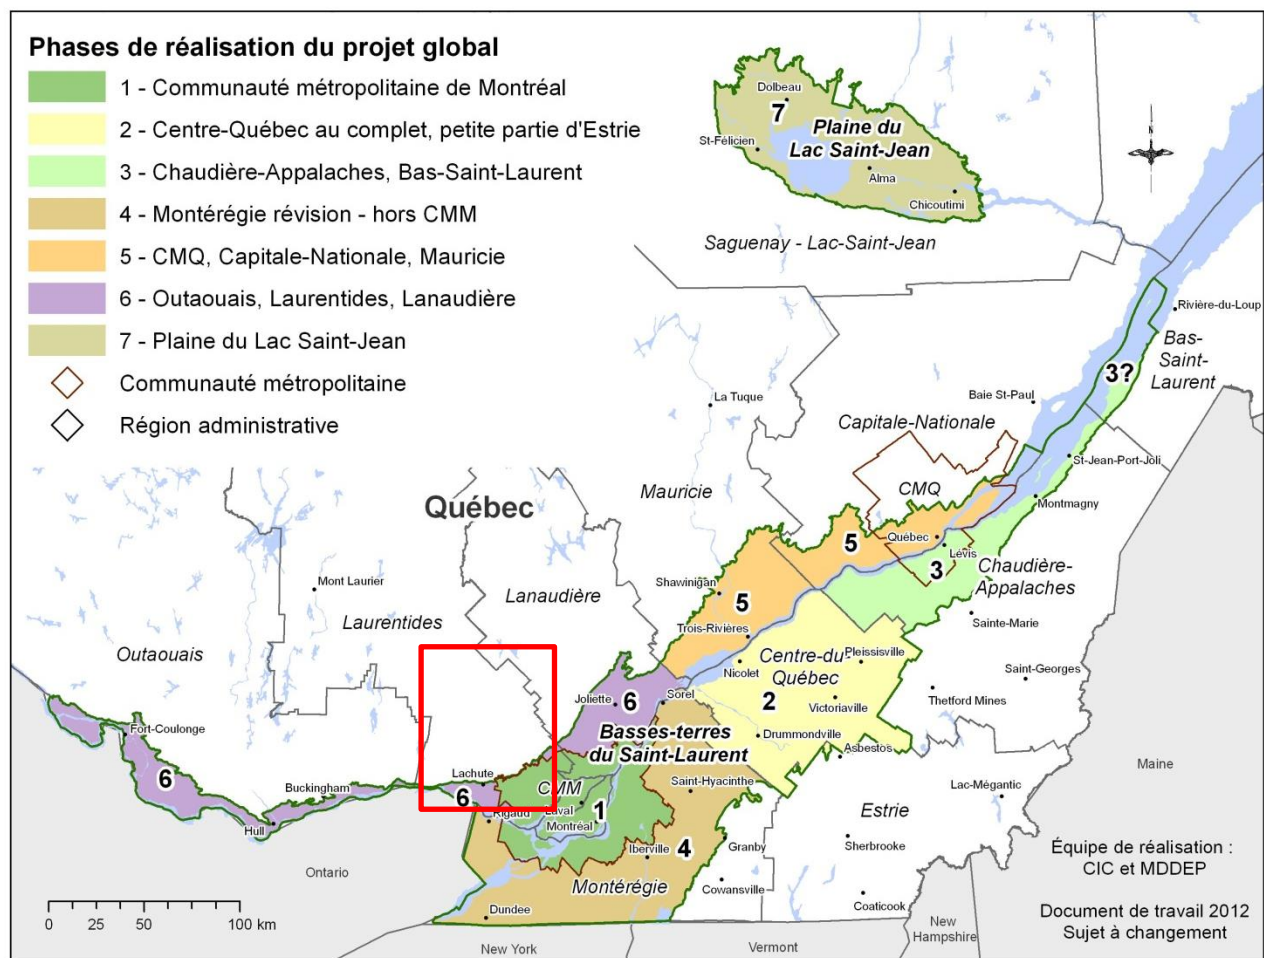 Phases de réalisation du projet global
1 - Communauté métropolitaine de Montréal
2 - Centre-Québec au complet, petite partie d'Estrie
3 - Chaudière-Appalaches, Bas-Saint-Laurent
4 - Montérégie révision - hors CMM
5 - CMQ, Capitale-Nationale, Mauricie
6 - Outaouais, Laurentides, Lanaudière
7 - Plaine du Lac Saint-Jean
Communauté métropolitaine
Région administrative
Dolbeau
7
Plaine du
Lac Saint-Jean
St-Félicien
Alma
Chicoutimi
Saguenay - Lac-Saint-Jean
N
Rivière-du-Loup
Bas-
Saint-
Laurent
3?
La Tuque
Baie St-Paul
Capitale-Nationale
St-Jean-Port-Joli
Mauricie
CMQ
Montmagny
Québec
Québec
5
Lévis
3
Chaudière-
Appalaches
Mont Laurier
Lanaudière
Shawinigan
5
Laurentides
Trois-Rivières
Sainte-Marie
Outaouais
Centre-du-
Québec
Nicolet
Plessisville
Saint-Georges
Joliette
6
Sorel
2
Victoriaville
Thetford Mines
Fort-Coulonge
Basses-terres
du Saint-Laurent
Drummondville
Asbestos
6
Lachute
Buckingham
CMM
Saint-Hyacinthe
Lac-Mégantic
Maine
6
Rigaud
Laval
1
Montréal
Hull
Estrie
4
Granby
Sherbrooke
Iberville
Équipe de réalisation :
CIC et MDDEP
Ontario
Montérégie
Cowansville
Coaticook
0
25
50
100 km
Dundee
Document de travail 2012
Sujet à changement
New York
Vermont
New
Hampshire